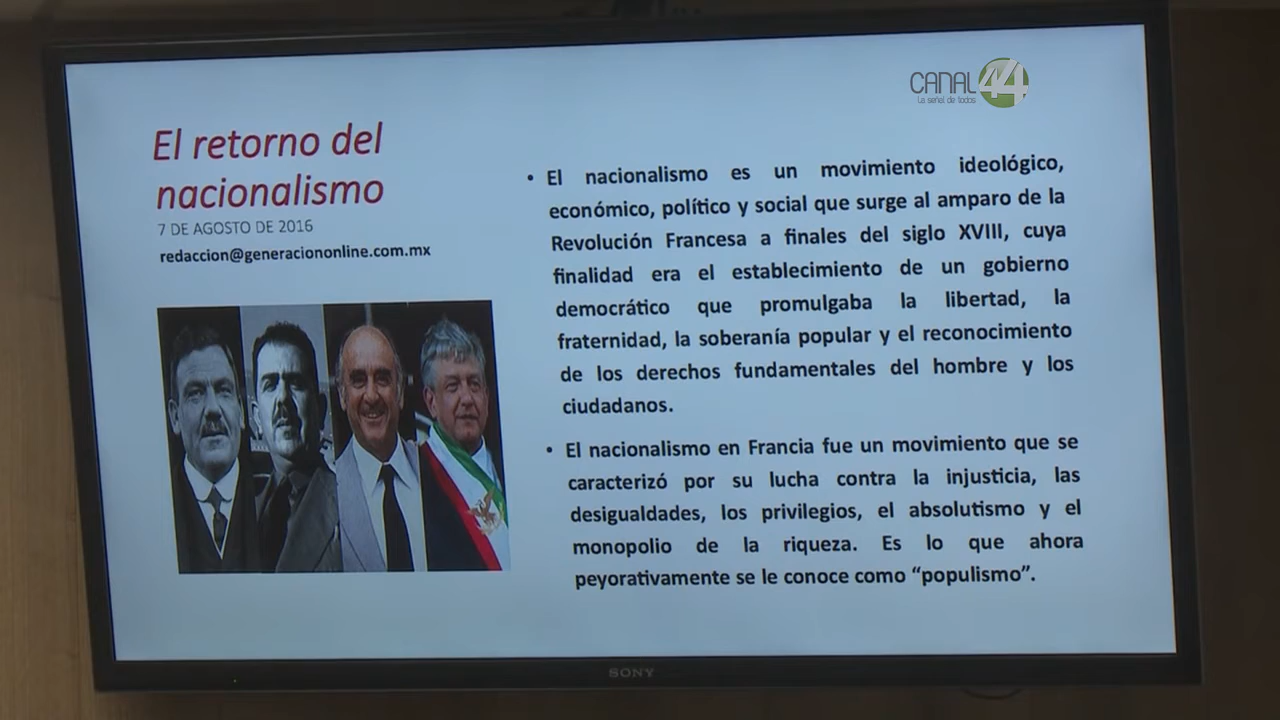 CANAL 44
La señal de todos
El retorno del
nacionalismo
7 DE AGOSTO DE 2016
redaccion@generaciononline.com.mx
• El nacionalismo es un movimiento ideológico,
económico, político y social que surge al amparo de la
Revolución Francesa a finales del siglo XVIII, cuya
finalidad era el establecimiento de un gobierno
democrático que promulgaba la libertad, la
fraternidad, la soberanía popular y el reconocimiento
de los derechos fundamentales del hombre y los
ciudadanos.
• El nacionalismo en Francia fue un movimiento que se
caracterizó por su lucha contra la injusticia, las
desigualdades, los privilegios, el absolutismo y el
monopolio de la riqueza. Es lo que ahora
peyorativamente se le conoce como “populismo”.
SONY